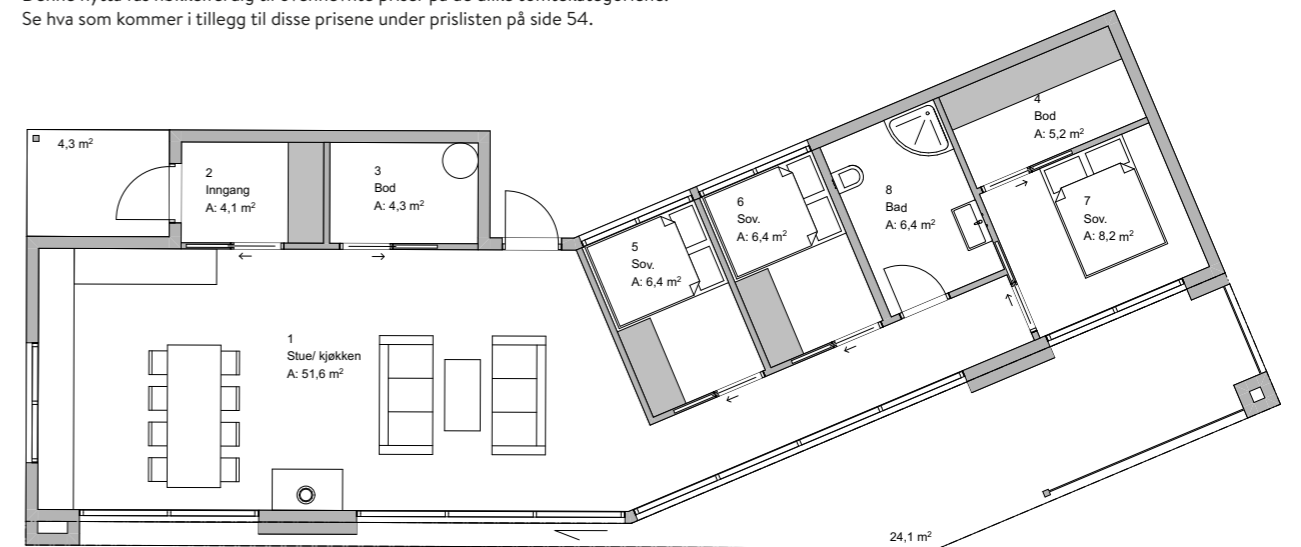 Se hva som kommer i tillegg til disse prisene under prislisten på side 54.
4,3 m²
2
Inngang
A: 4,1 m²
3
Bod
A: 4,3 m²
4
Bod
A: 5,2 m²
5
Sov.
A: 6,4 m²
6
Sov.
A: 6,4 m²
8
Bad
A: 6,4 m²
7
Sov.
A: 8,2 m²
1
Stue/ kjøkken
A: 51,6 m²
24,1 m²